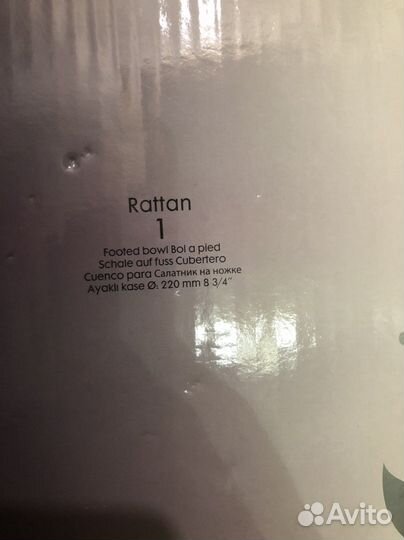 Rattan
1
Footed bowl Bol a pied
Schale auf fuss Cubertero
Cuenco para Салатник на ножке
Ayaklı kase Ø: 220 mm 8 3/4"
Avito